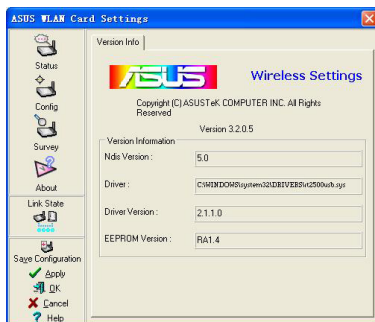 ASUS WLAN Card Settings
Status
Config
Survey
About
Link State
Save Configuration
Apply
OK
Cancel
Help
Version Info
ASUS
Wireless Settings
Copyright (C) ASUSTeK COMPUTER INC. All Rights
Reserved
Version 3.2.0.5
Version Information
Ndis Version : 5.0
Driver : C:\WINDOWS\system32\DRIVERS\rt2500usb.sys
Driver Version : 2.1.1.0
EEPROM Version : RA1.4